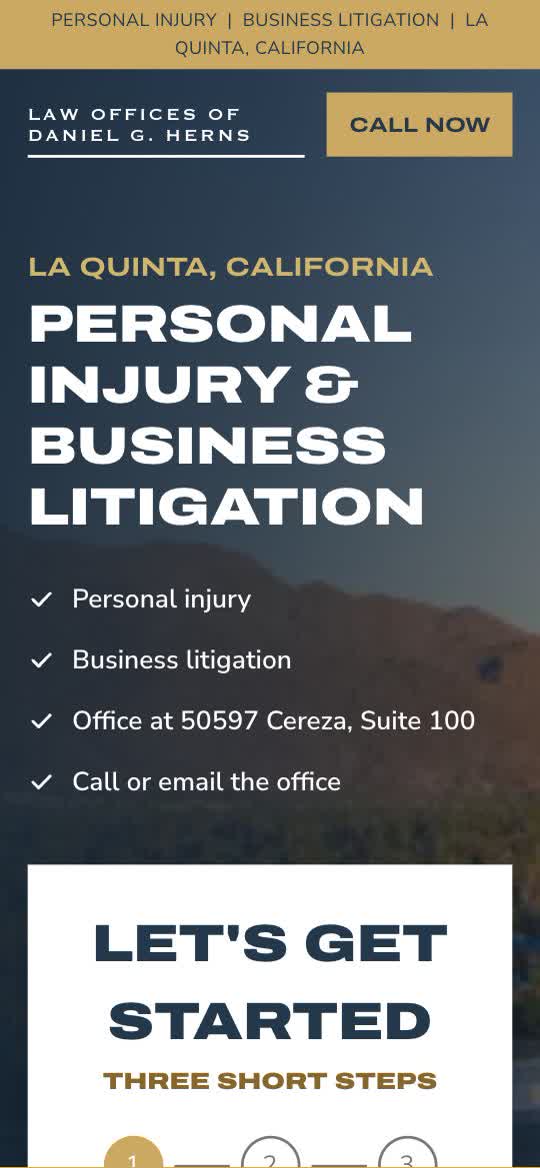 PERSONAL INJURY | BUSINESS LITIGATION | LA
QUINTA, CALIFORNIA
LAW OFFICES OF
DANIEL G. HERNS
CALL NOW
LA QUINTA, CALIFORNIA
PERSONAL
INJURY &
BUSINESS
LITIGATION
Personal injury
Business litigation
Office at 50597 Cereza, Suite 100
Call or email the office
LET'S GET
STARTED
THREE SHORT STEPS
1 2 3